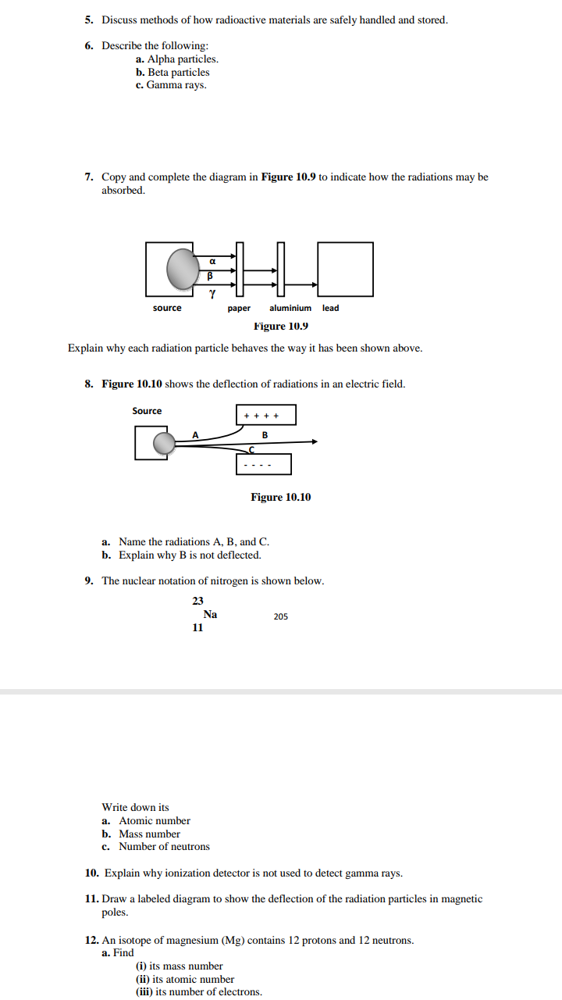 5. Discuss methods of how radioactive materials are safely handled and stored.
6. Describe the following:
a. Alpha particles.
b. Beta particles
c. Gamma rays.
7. Copy and complete the diagram in Figure 10.9 to indicate how the radiations may be
absorbed.
α
β
γ
source paper aluminium lead
Figure 10.9
Explain why each radiation particle behaves the way it has been shown above.
8. Figure 10.10 shows the deflection of radiations in an electric field.
Source
+ + + +
A B
C
- - - -
Figure 10.10
a. Name the radiations A, B, and C.
b. Explain why B is not deflected.
9. The nuclear notation of nitrogen is shown below.
23
Na
205
11
Write down its
a. Atomic number
b. Mass number
c. Number of neutrons
10. Explain why ionization detector is not used to detect gamma rays.
11. Draw a labeled diagram to show the deflection of the radiation particles in magnetic
poles.
12. An isotope of magnesium (Mg) contains 12 protons and 12 neutrons.
a. Find
(i) its mass number
(ii) its atomic number
(iii) its number of electrons.